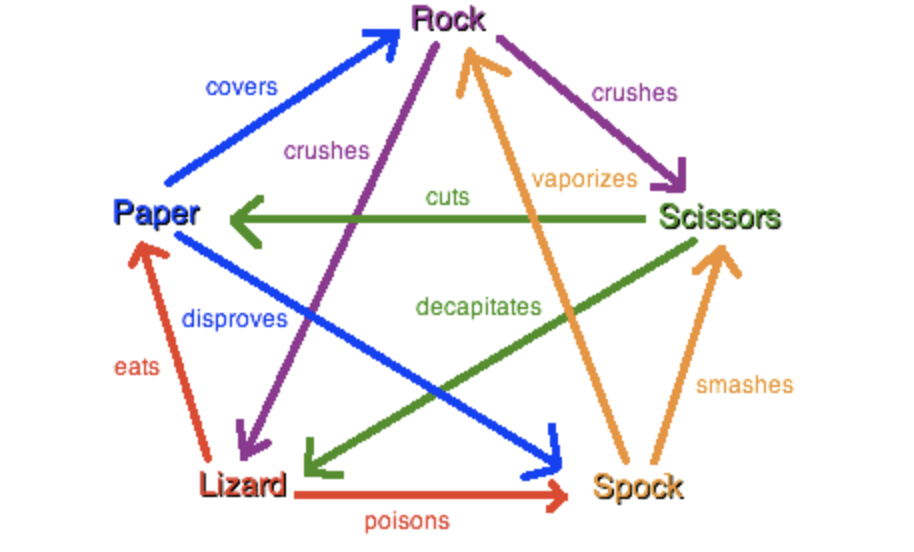 Rock
covers
crushes
crushes
vaporizes
cuts
Paper
Scissors
decapitates
disproves
eats
smashes
Lizard
Spock
poisons